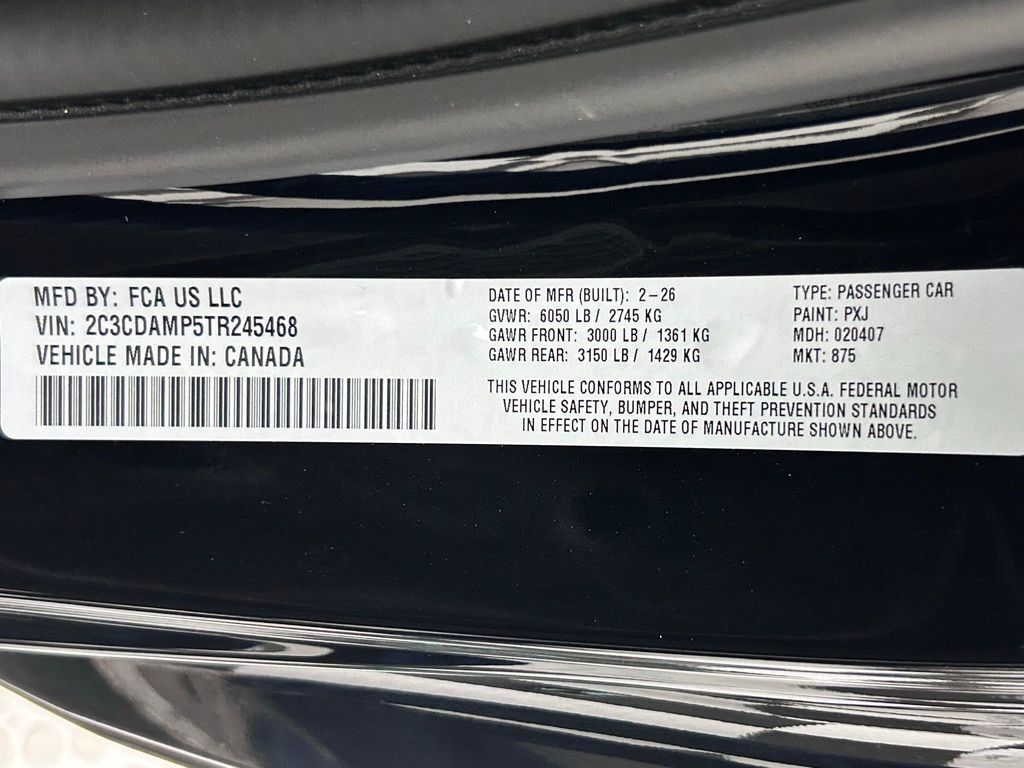 MFD BY: FCA US LLC
VIN: 2C3CDAMP5TR245468
VEHICLE MADE IN: CANADA
DATE OF MFR (BUILT): 2-26
GVWR: 6050 LB / 2745 KG
GAWR FRONT: 3000 LB / 1361 KG
GAWR REAR: 3150 LB / 1429 KG
TYPE: PASSENGER CAR
PAINT: PXJ
MDH: 020407
MKT: 875
THIS VEHICLE CONFORMS TO ALL APPLICABLE U.S.A. FEDERAL MOTOR
VEHICLE SAFETY, BUMPER, AND THEFT PREVENTION STANDARDS
IN EFFECT ON THE DATE OF MANUFACTURE SHOWN ABOVE.